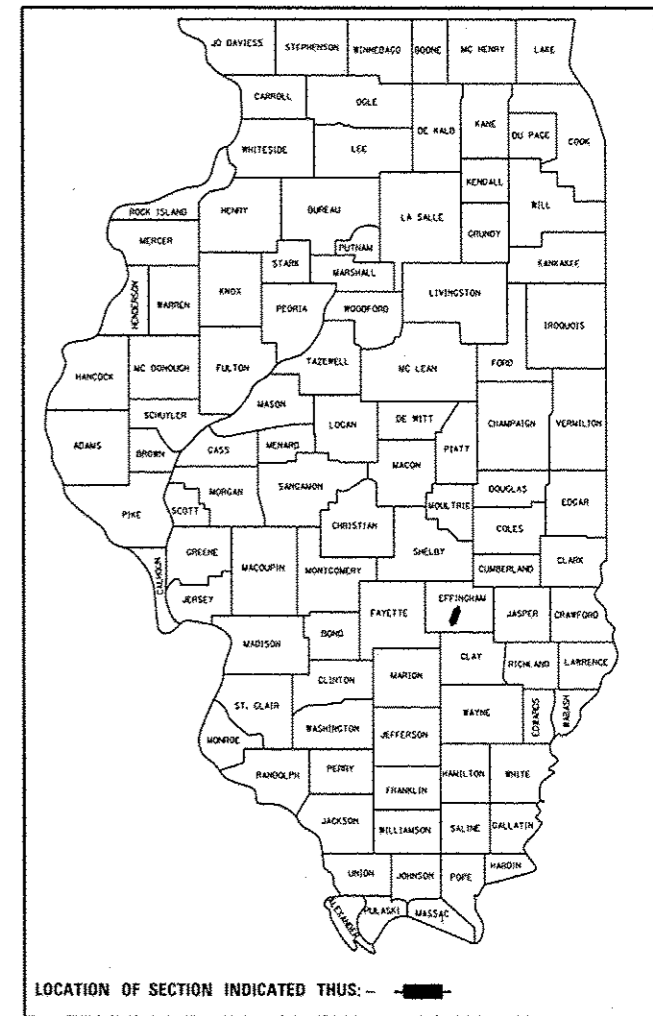 JO DAVIESS STEPHENSON WINNEBAGO BOONE MC HENRY LAKE
CARROLL OGLE DE KALB KANE DU PAGE COOK
WHITESIDE LEE KENDALL WILL
ROCK ISLAND HENRY BUREAU LA SALLE GRUNDY
MERCER PUTNAM KANKAKEE
STARK MARSHALL
HENDERSON WARREN KNOX PEORIA WOODFORD LIVINGSTON IROQUOIS
HANCOCK MC DONOUGH FULTON TAZEWELL MC LEAN FORD
SCHUYLER MASON LOGAN DE WITT CHAMPAIGN VERMILION
ADAMS BROWN CASS MENARD MACON PIATT
PIKE SCOTT MORGAN SANGAMON CHRISTIAN MOULTRIE DOUGLAS EDGAR
COLES
CALHOUN GREENE MACOUPIN MONTGOMERY SHELBY CUMBERLAND CLARK
JERSEY FAYETTE EFFINGHAM JASPER CRAWFORD
MADISON BOND CLAY RICHLAND LAWRENCE
CLINTON MARION
ST. CLAIR WASHINGTON JEFFERSON WAYNE EDWARDS WABASH
MONROE
RANDOLPH PERRY FRANKLIN HAMILTON WHITE
JACKSON WILLIAMSON SALINE GALLATIN
UNION JOHNSON POPE HARDIN
ALEXANDER PULASKI MASSAC
LOCATION OF SECTION INDICATED THUS: -